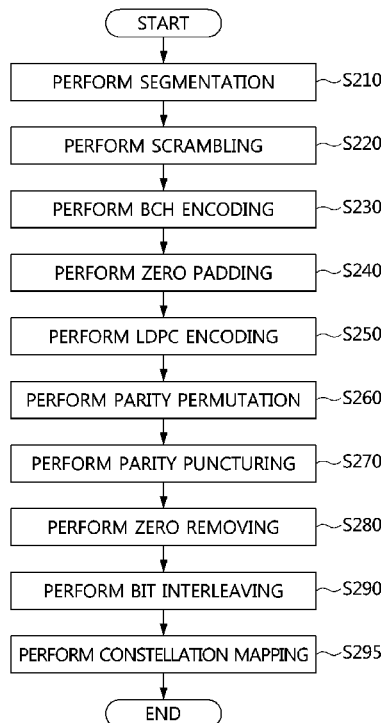 START
PERFORM SEGMENTATION S210
PERFORM SCRAMBLING S220
PERFORM BCH ENCODING S230
PERFORM ZERO PADDING S240
PERFORM LDPC ENCODING S250
PERFORM PARITY PERMUTATION S260
PERFORM PARITY PUNCTURING S270
PERFORM ZERO REMOVING S280
PERFORM BIT INTERLEAVING S290
PERFORM CONSTELLATION MAPPING S295
END